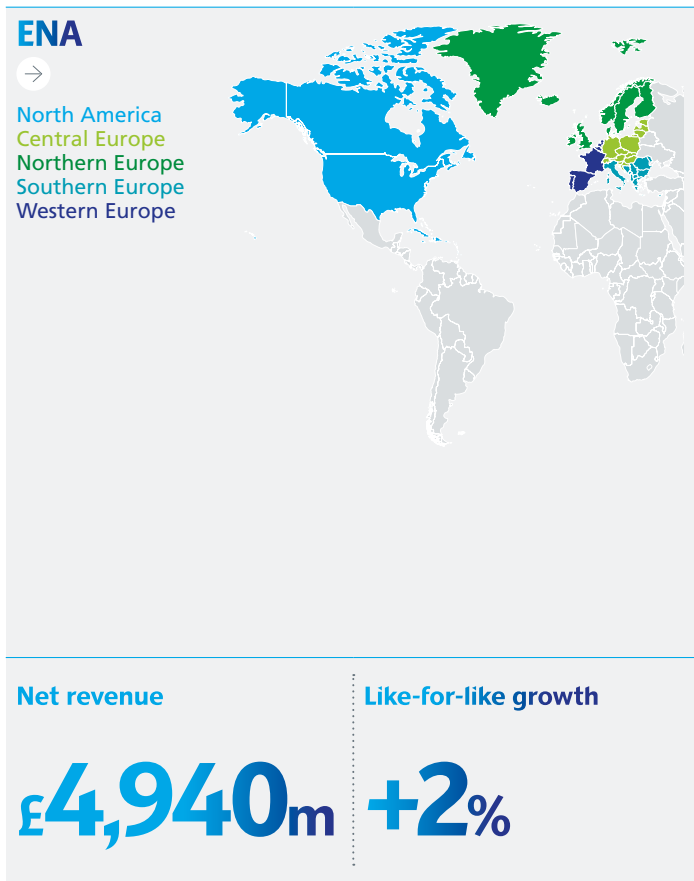 ENA
North America
Central Europe
Northern Europe
Southern Europe
Western Europe
Net revenue
£4,940m
Like-for-like growth
+2%